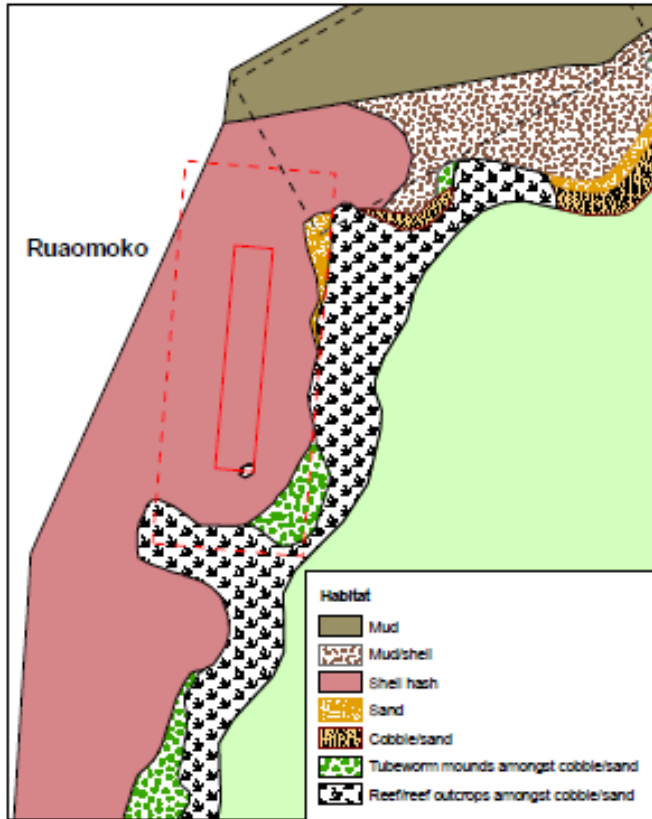 Ruaomoko
Habitat
Mud
Mud/shell
Shell hash
Sand
Cobble/sand
Tubeworm mounds amongst cobble/sand
Reef/reef outcrops amongst cobble/sand